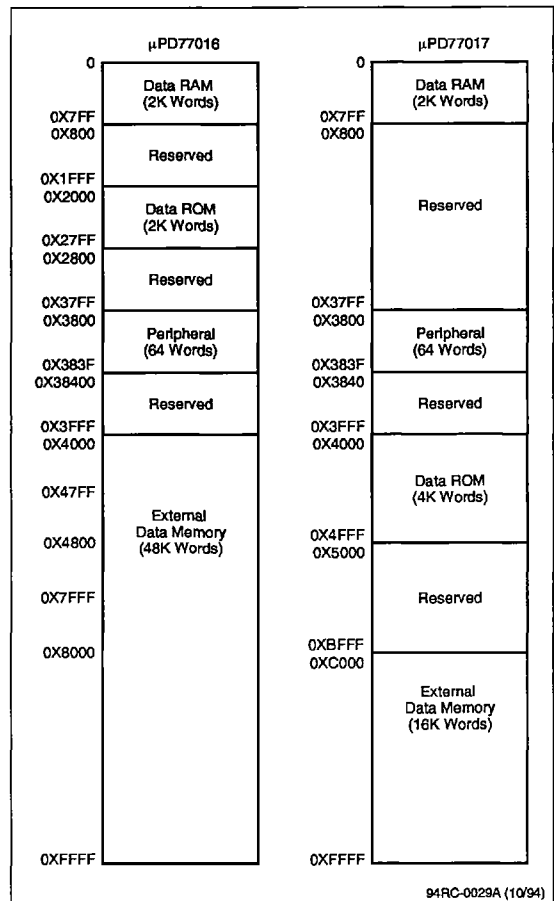 µPD77016
0
Data RAM
(2K Words)
0X7FF
0X800
Reserved
0X1FFF
0X2000
Data ROM
(2K Words)
0X27FF
0X2800
Reserved
0X37FF
0X3800
Peripheral
(64 Words)
0X383F
0X38400
Reserved
0X3FFF
0X4000
0X47FF
External
Data Memory
(48K Words)
0X4800
0X7FFF
0X8000
0XFFFF
µPD77017
0
Data RAM
(2K Words)
0X7FF
0X800
Reserved
0X37FF
0X3800
Peripheral
(64 Words)
0X383F
0X3840
Reserved
0X3FFF
0X4000
Data ROM
(4K Words)
0X4FFF
0X5000
Reserved
0XBFFF
0XC000
External
Data Memory
(16K Words)
0XFFFF
94RC-0029A (10/94)